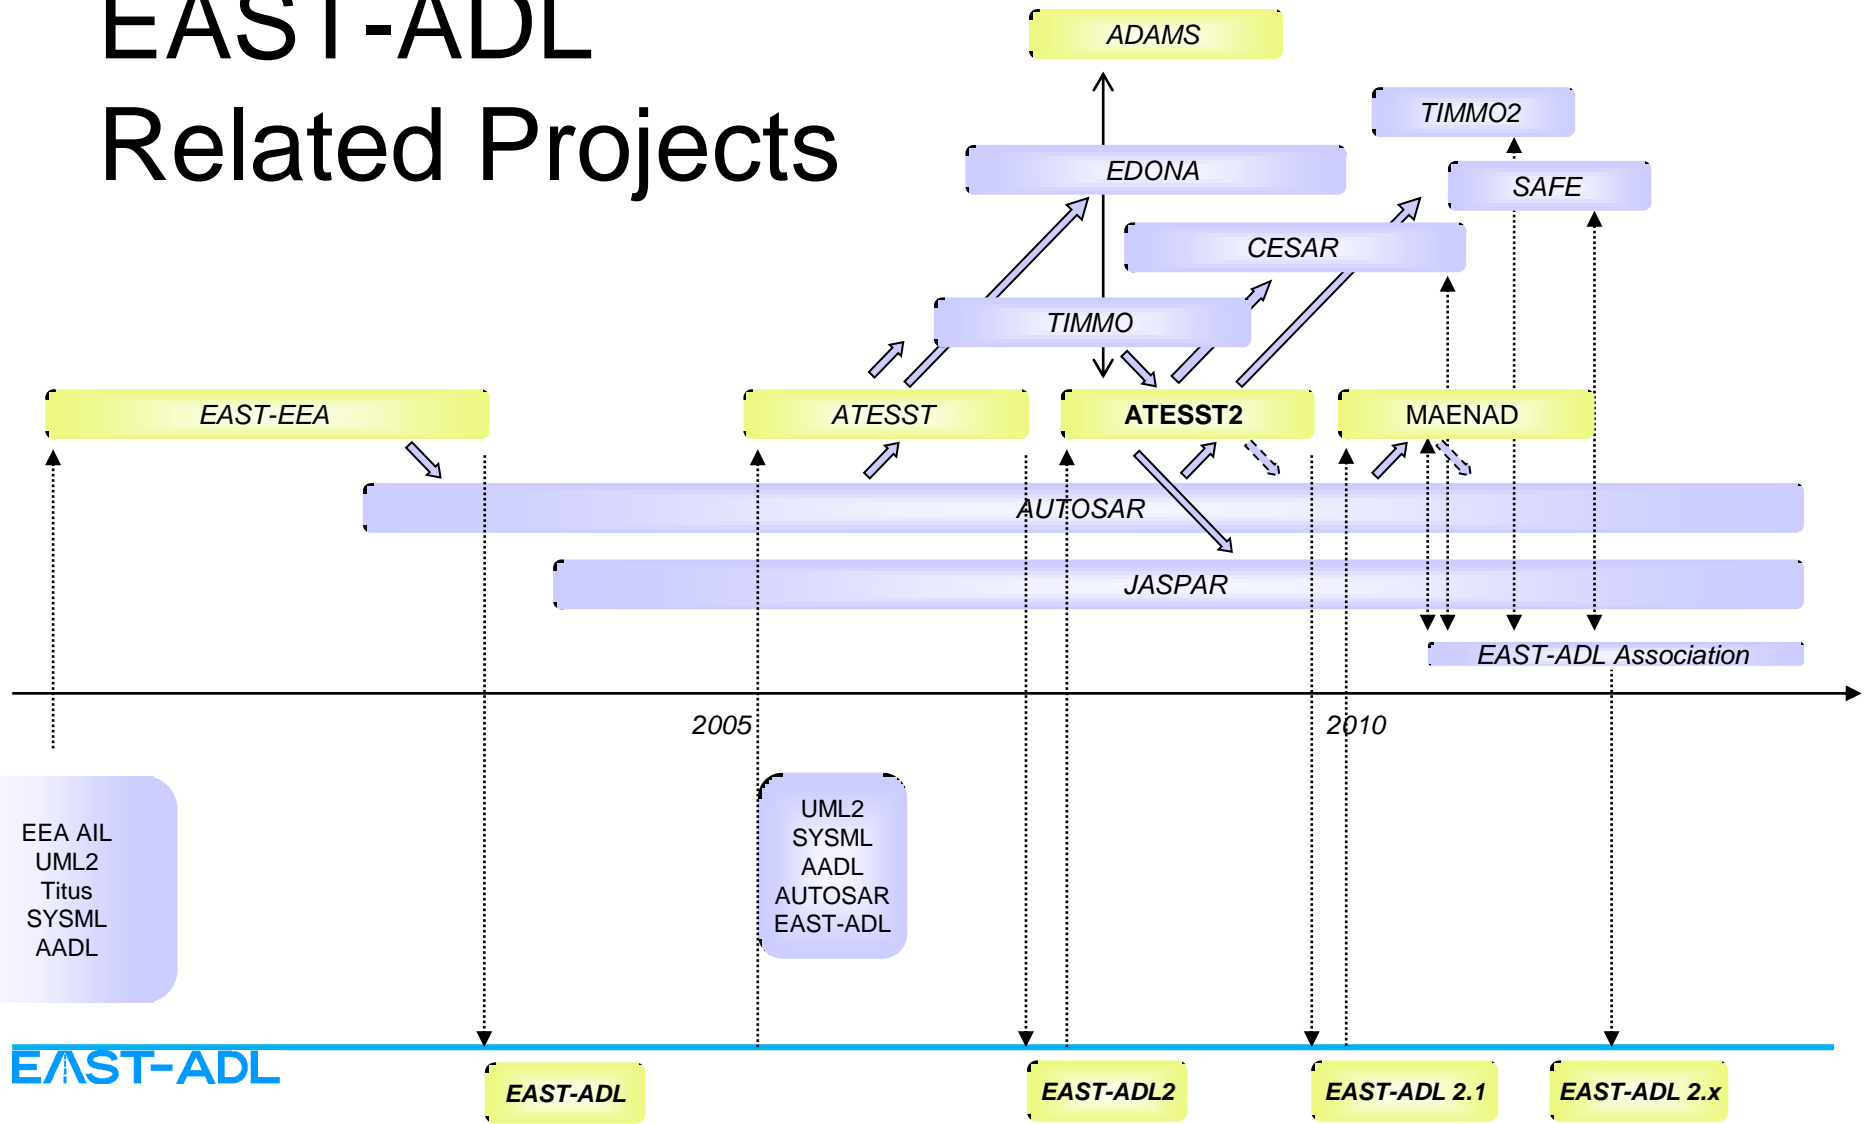 EAST-ADL
Related Projects
ADAMS
TIMMO2
EDONA
SAFE
CESAR
TIMMO
EAST-EEA
ATESST
ATESST2
MAENAD
AUTOSAR
JASPAR
EAST-ADL Association
2005
2010
EEA AIL
UML2
Titus
SYSML
AADL
UML2
SYSML
AADL
AUTOSAR
EAST-ADL
EAST-ADL
EAST-ADL
EAST-ADL2
EAST-ADL 2.1
EAST-ADL 2.x